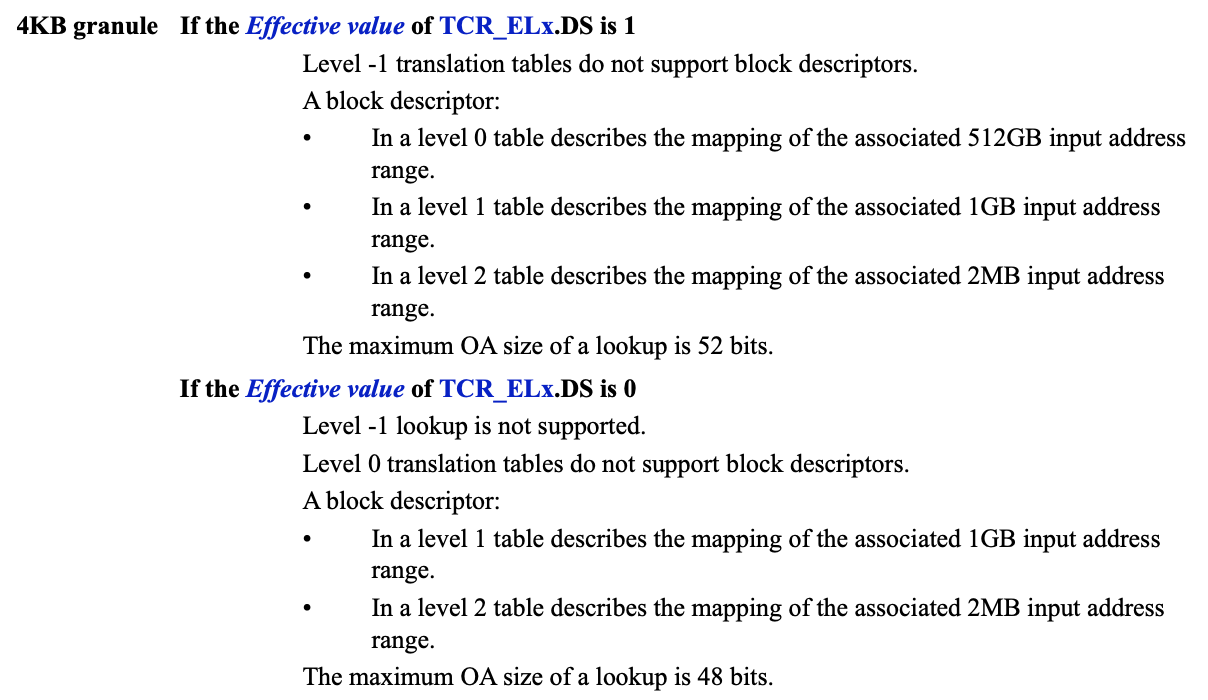 4KB granule If the Effective value of TCR_ELx.DS is 1
Level -1 translation tables do not support block descriptors.
A block descriptor:
• In a level 0 table describes the mapping of the associated 512GB input address
range.
• In a level 1 table describes the mapping of the associated 1GB input address
range.
• In a level 2 table describes the mapping of the associated 2MB input address
range.
The maximum OA size of a lookup is 52 bits.
If the Effective value of TCR_ELx.DS is 0
Level -1 lookup is not supported.
Level 0 translation tables do not support block descriptors.
A block descriptor:
• In a level 1 table describes the mapping of the associated 1GB input address
range.
• In a level 2 table describes the mapping of the associated 2MB input address
range.
The maximum OA size of a lookup is 48 bits.